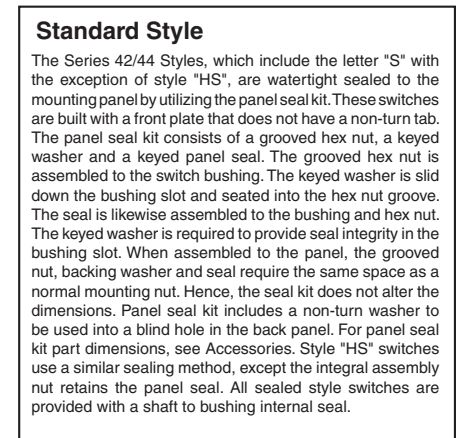 Standard Style
The Series 42/44 Styles, which include the letter "S" with
the exception of style "HS", are watertight sealed to the
mounting panel by utilizing the panel seal kit. These switches
are built with a front plate that does not have a non-turn tab.
The panel seal kit consists of a grooved hex nut, a keyed
washer and a keyed panel seal. The grooved hex nut is
assembled to the switch bushing. The keyed washer is slid
down the bushing slot and seated into the hex nut groove.
The seal is likewise assembled to the bushing and hex nut.
The keyed washer is required to provide seal integrity in the
bushing slot. When assembled to the panel, the grooved
nut, backing washer and seal require the same space as a
normal mounting nut. Hence, the seal kit does not alter the
dimensions. Panel seal kit includes a non-turn washer to
be used into a blind hole in the back panel. For panel seal
kit part dimensions, see Accessories. Style "HS" switches
use a similar sealing method, except the integral assembly
nut retains the panel seal. All sealed style switches are
provided with a shaft to bushing internal seal.